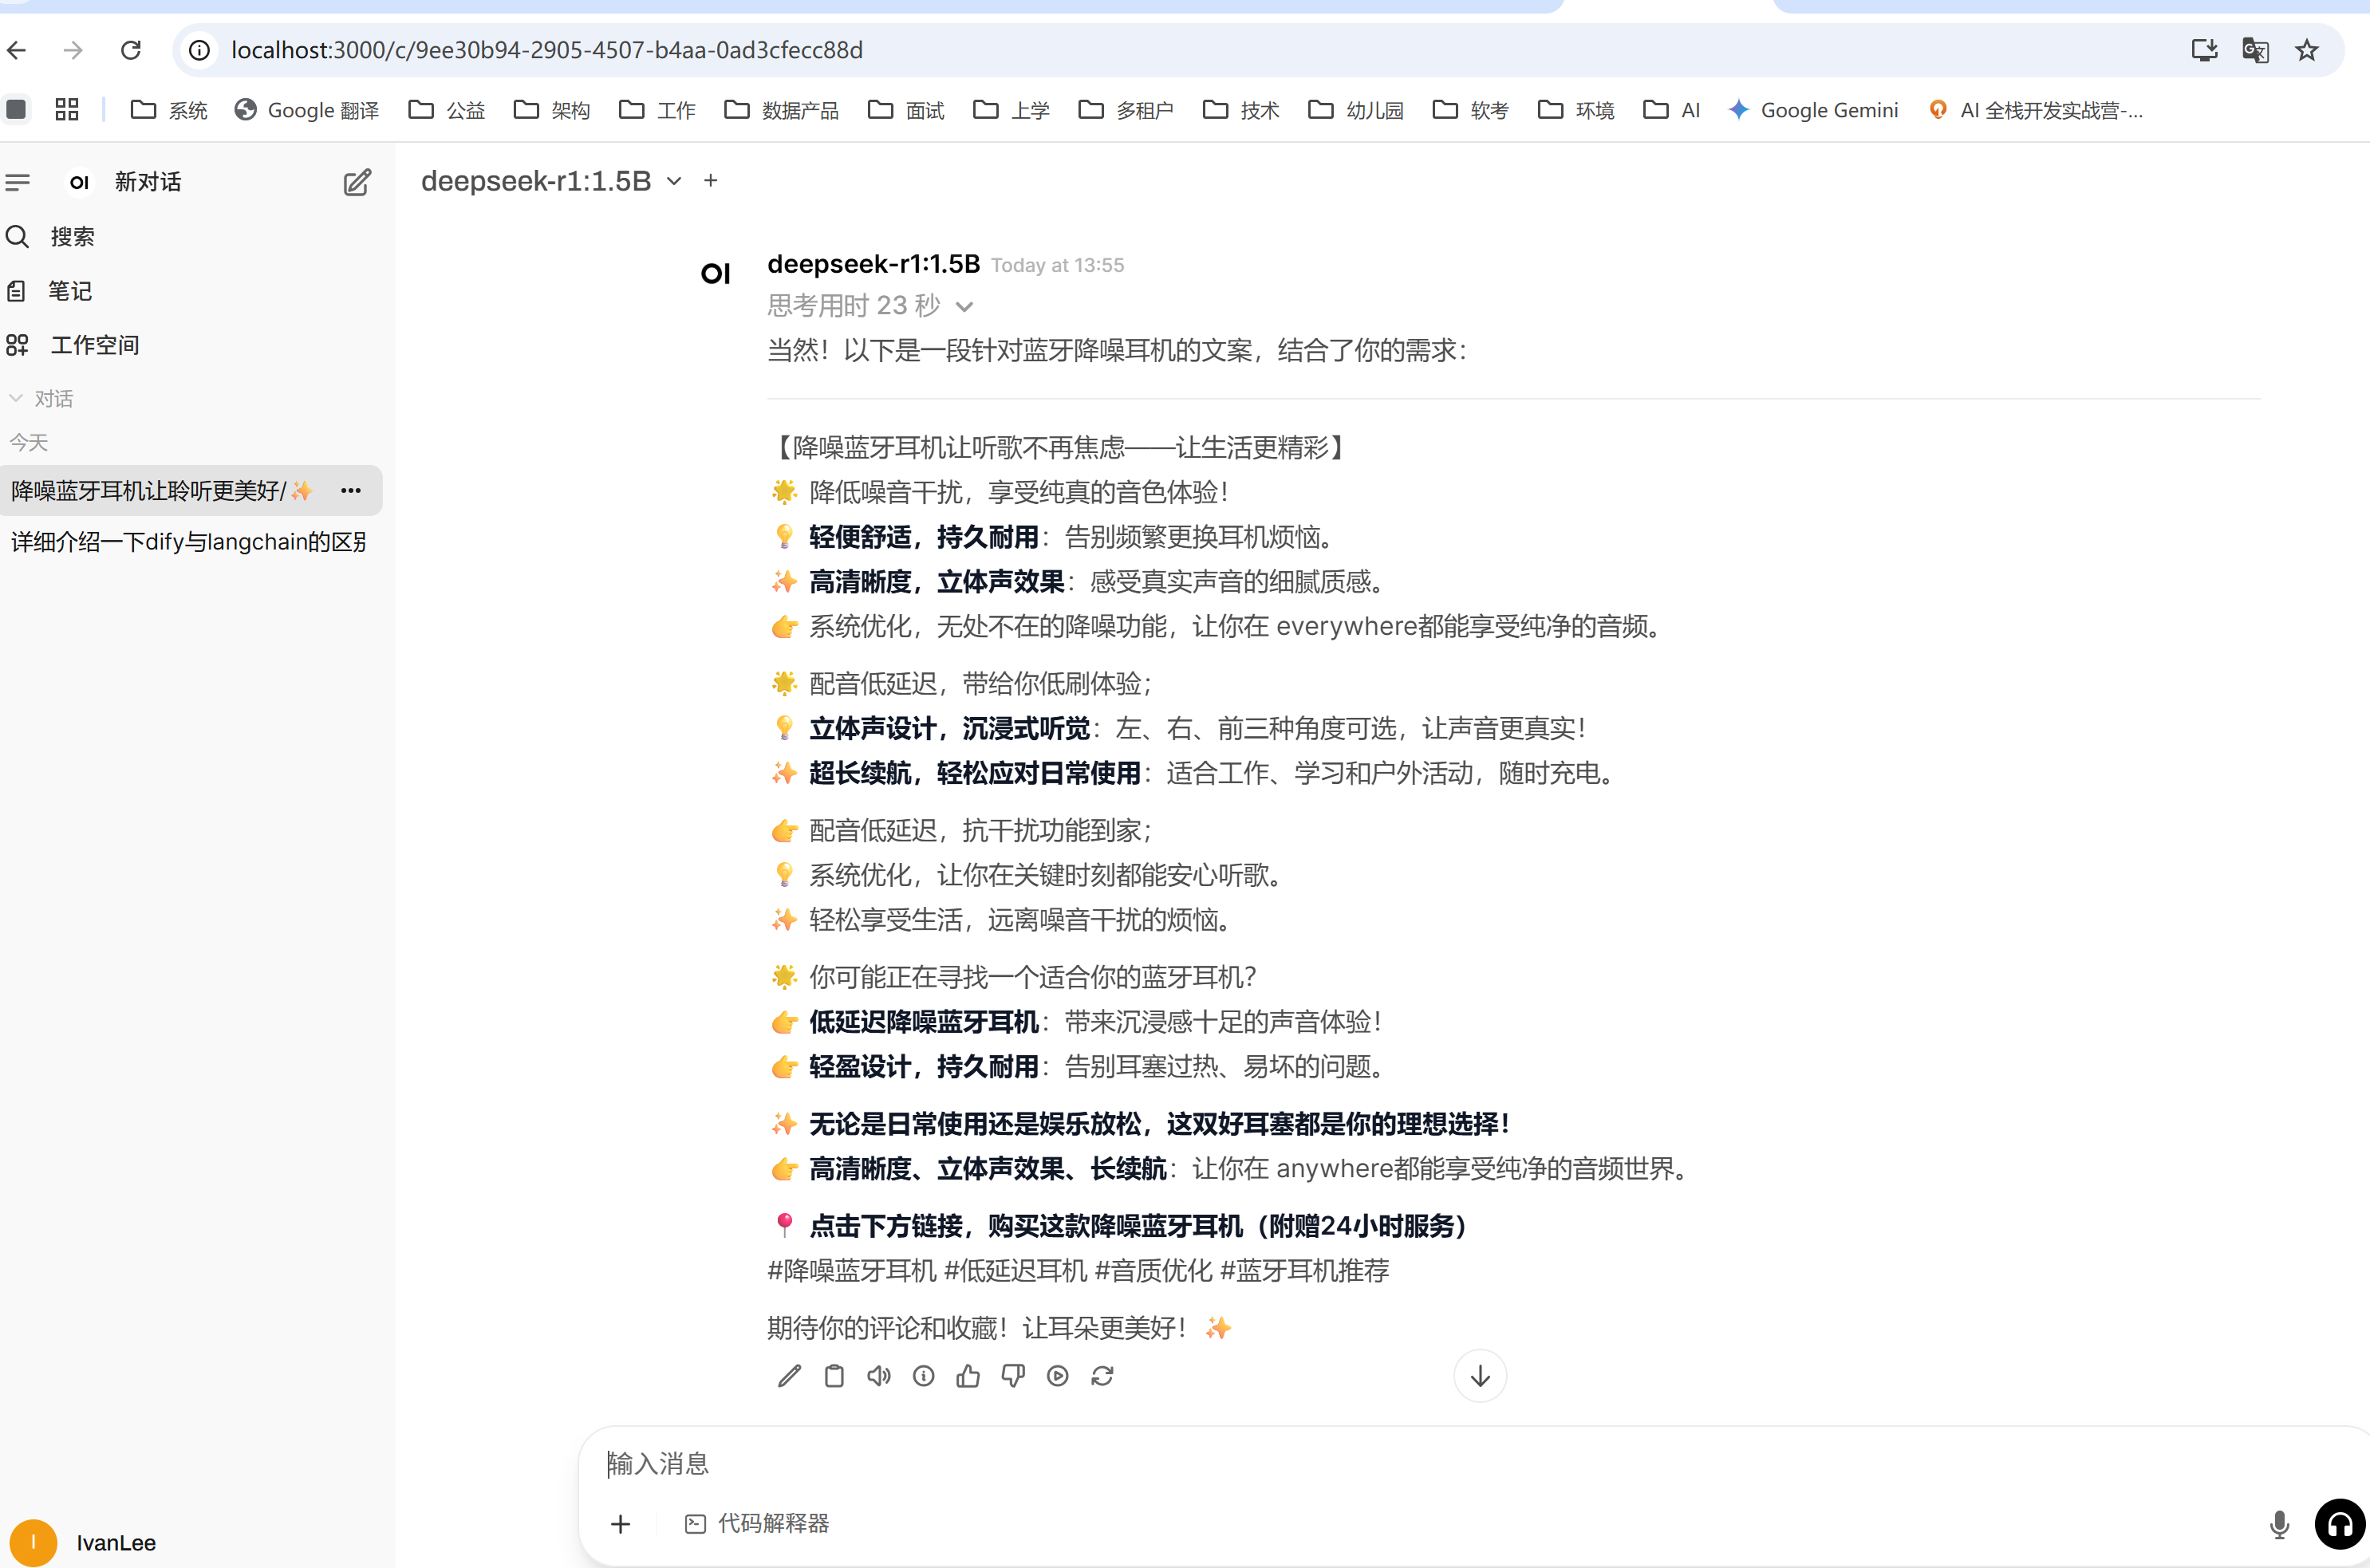 localhost:3000/c/9ee30b94-2905-4507-b4aa-0ad3cfecc88d
系统 Google 翻译 公益 架构 工作 数据产品 面试 上学 多租户 技术 幼儿园 软考 环境 AI Google Gemini AI 全栈开发实战营-...
OI 新对话
搜索
笔记
工作空间
对话
今天
降噪蓝牙耳机让聆听更美好/✨ •••
详细介绍一下dify与langchain的区别
I IvanLee
deepseek-r1:1.5B
OI deepseek-r1:1.5B Today at 13:55
思考用时 23 秒
当然！以下是一段针对蓝牙降噪耳机的文案，结合了你的需求：
【降噪蓝牙耳机让听歌不再焦虑——让生活更精彩】
🌟 降低噪音干扰，享受纯真的音色体验！
💡 轻便舒适，持久耐用：告别频繁更换耳机烦恼。
✨ 高清晰度，立体声效果：感受真实声音的细腻质感。
👉 系统优化，无处不在的降噪功能，让你在 everywhere都能享受纯净的音频。
🌟 配音低延迟，带给你低刷体验；
💡 立体声设计，沉浸式听觉：左、右、前三种角度可选，让声音更真实！
✨ 超长续航，轻松应对日常使用：适合工作、学习和户外活动，随时充电。
👉 配音低延迟，抗干扰功能到家；
💡 系统优化，让你在关键时刻都能安心听歌。
✨ 轻松享受生活，远离噪音干扰的烦恼。
🌟 你可能正在寻找一个适合你的蓝牙耳机？
👉 低延迟降噪蓝牙耳机：带来沉浸感十足的声音体验！
👉 轻盈设计，持久耐用：告别耳塞过热、易坏的问题。
✨ 无论是日常使用还是娱乐放松，这双好耳塞都是你的理想选择！
👉 高清晰度、立体声效果、长续航：让你在 anywhere都能享受纯净的音频世界。
📍 点击下方链接，购买这款降噪蓝牙耳机（附赠24小时服务）
#降噪蓝牙耳机 #低延迟耳机 #音质优化 #蓝牙耳机推荐
期待你的评论和收藏！让耳朵更美好！ ✨
输入消息
代码解释器